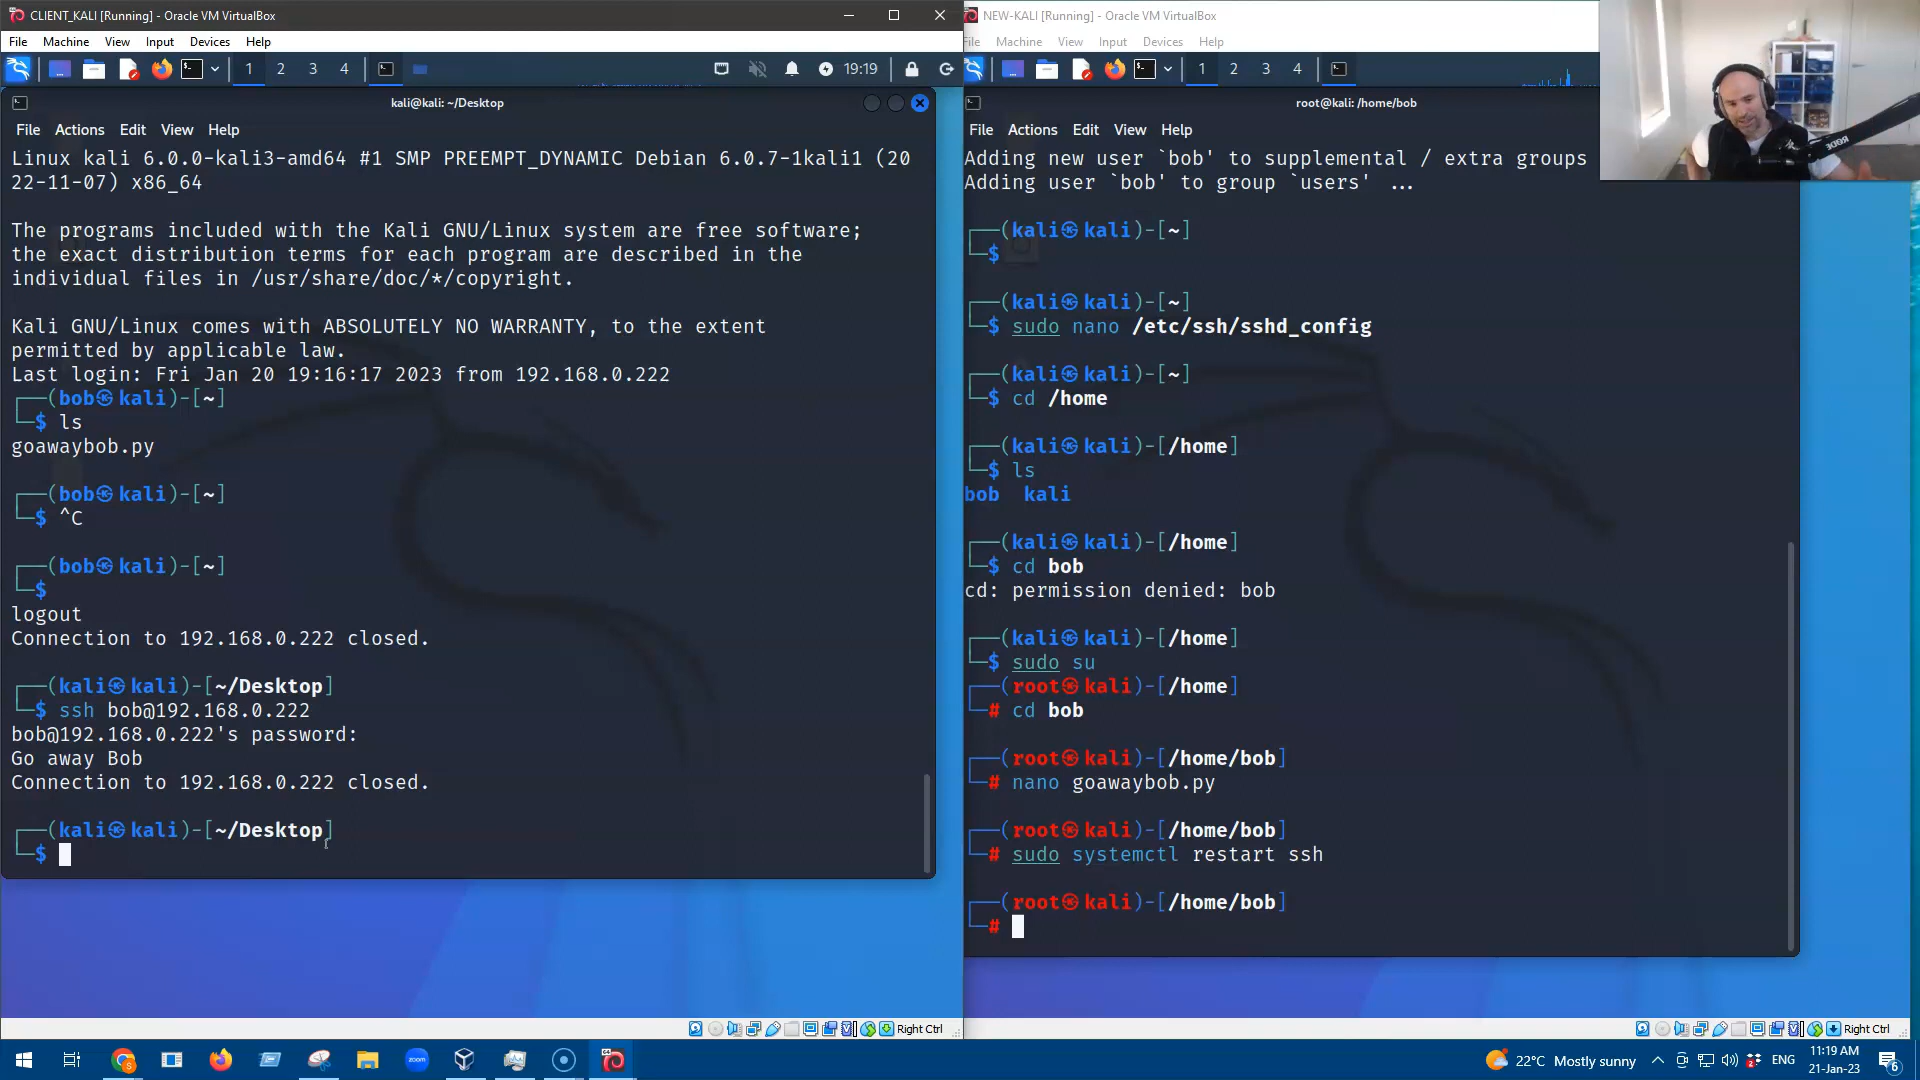 CLIENT_KALI [Running] - Oracle VM VirtualBox
File Machine View Input Devices Help
1 2 3 4
19:19
kali@kali: ~/Desktop
File Actions Edit View Help
Linux kali 6.0.0-kali3-amd64 #1 SMP PREEMPT_DYNAMIC Debian 6.0.7-1kali1 (20
22-11-07) x86_64
The programs included with the Kali GNU/Linux system are free software;
the exact distribution terms for each program are described in the
individual files in /usr/share/doc/*/copyright.
Kali GNU/Linux comes with ABSOLUTELY NO WARRANTY, to the extent
permitted by applicable law.
Last login: Fri Jan 20 19:16:17 2023 from 192.168.0.222
┌──(bob㉿kali)-[~]
└─$ ls
goawaybob.py
┌──(bob㉿kali)-[~]
└─$ ^C
┌──(bob㉿kali)-[~]
└─$
logout
Connection to 192.168.0.222 closed.
┌──(kali㉿kali)-[~/Desktop]
└─$ ssh bob@192.168.0.222
bob@192.168.0.222's password:
Go away Bob
Connection to 192.168.0.222 closed.
┌──(kali㉿kali)-[~/Desktop]
└─$
Right Ctrl
NEW-KALI [Running] - Oracle VM VirtualBox
File Machine View Input Devices Help
1 2 3 4
root@kali: /home/bob
File Actions Edit View Help
Adding new user `bob' to supplemental / extra groups
Adding user `bob' to group `users' ...
┌──(kali㉿kali)-[~]
└─$
┌──(kali㉿kali)-[~]
└─$ sudo nano /etc/ssh/sshd_config
┌──(kali㉿kali)-[~]
└─$ cd /home
┌──(kali㉿kali)-[/home]
└─$ ls
bob kali
┌──(kali㉿kali)-[/home]
└─$ cd bob
cd: permission denied: bob
┌──(kali㉿kali)-[/home]
└─$ sudo su
┌──(root㉿kali)-[/home]
└─# cd bob
┌──(root㉿kali)-[/home/bob]
└─# nano goawaybob.py
┌──(root㉿kali)-[/home/bob]
└─# sudo systemctl restart ssh
┌──(root㉿kali)-[/home/bob]
└─#
Right Ctrl
RODE
zoom
22°C Mostly sunny
ENG
11:19 AM
21-Jan-23
6